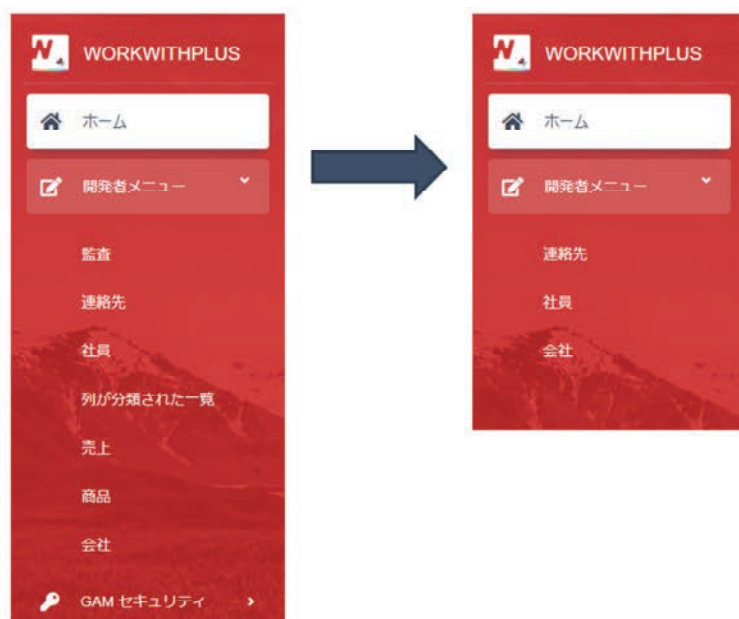 WORKWITHPLUS
ホーム
開発者メニュー
監査
連絡先
社員
列が分類された一覧
売上
商品
会社
GAM セキュリティ
WORKWITHPLUS
ホーム
開発者メニュー
連絡先
社員
会社